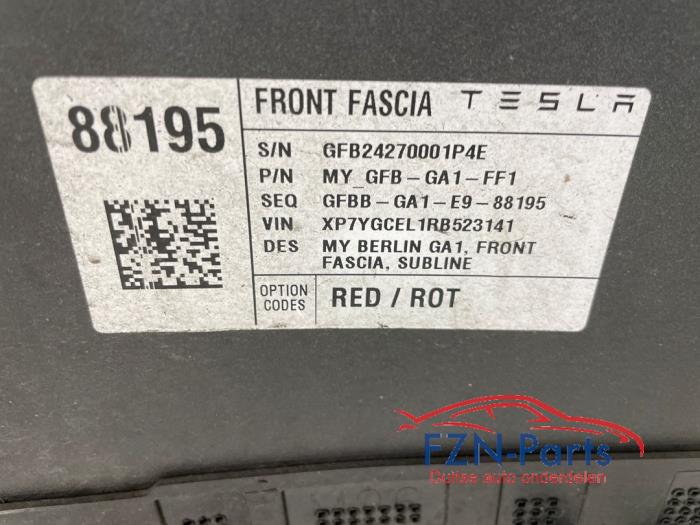 88195
FRONT FASCIA TESLA
S/N GFB24270001P4E
P/N MY_GFB-GA1-FF1
SEQ GFBB-GA1-E9-88195
VIN XP7YGCEL1RB523141
DES MY BERLIN GA1, FRONT
FASCIA, SUBLINE
OPTION
CODES
RED / ROT
FZN-Parts
Duitse auto onderdelen